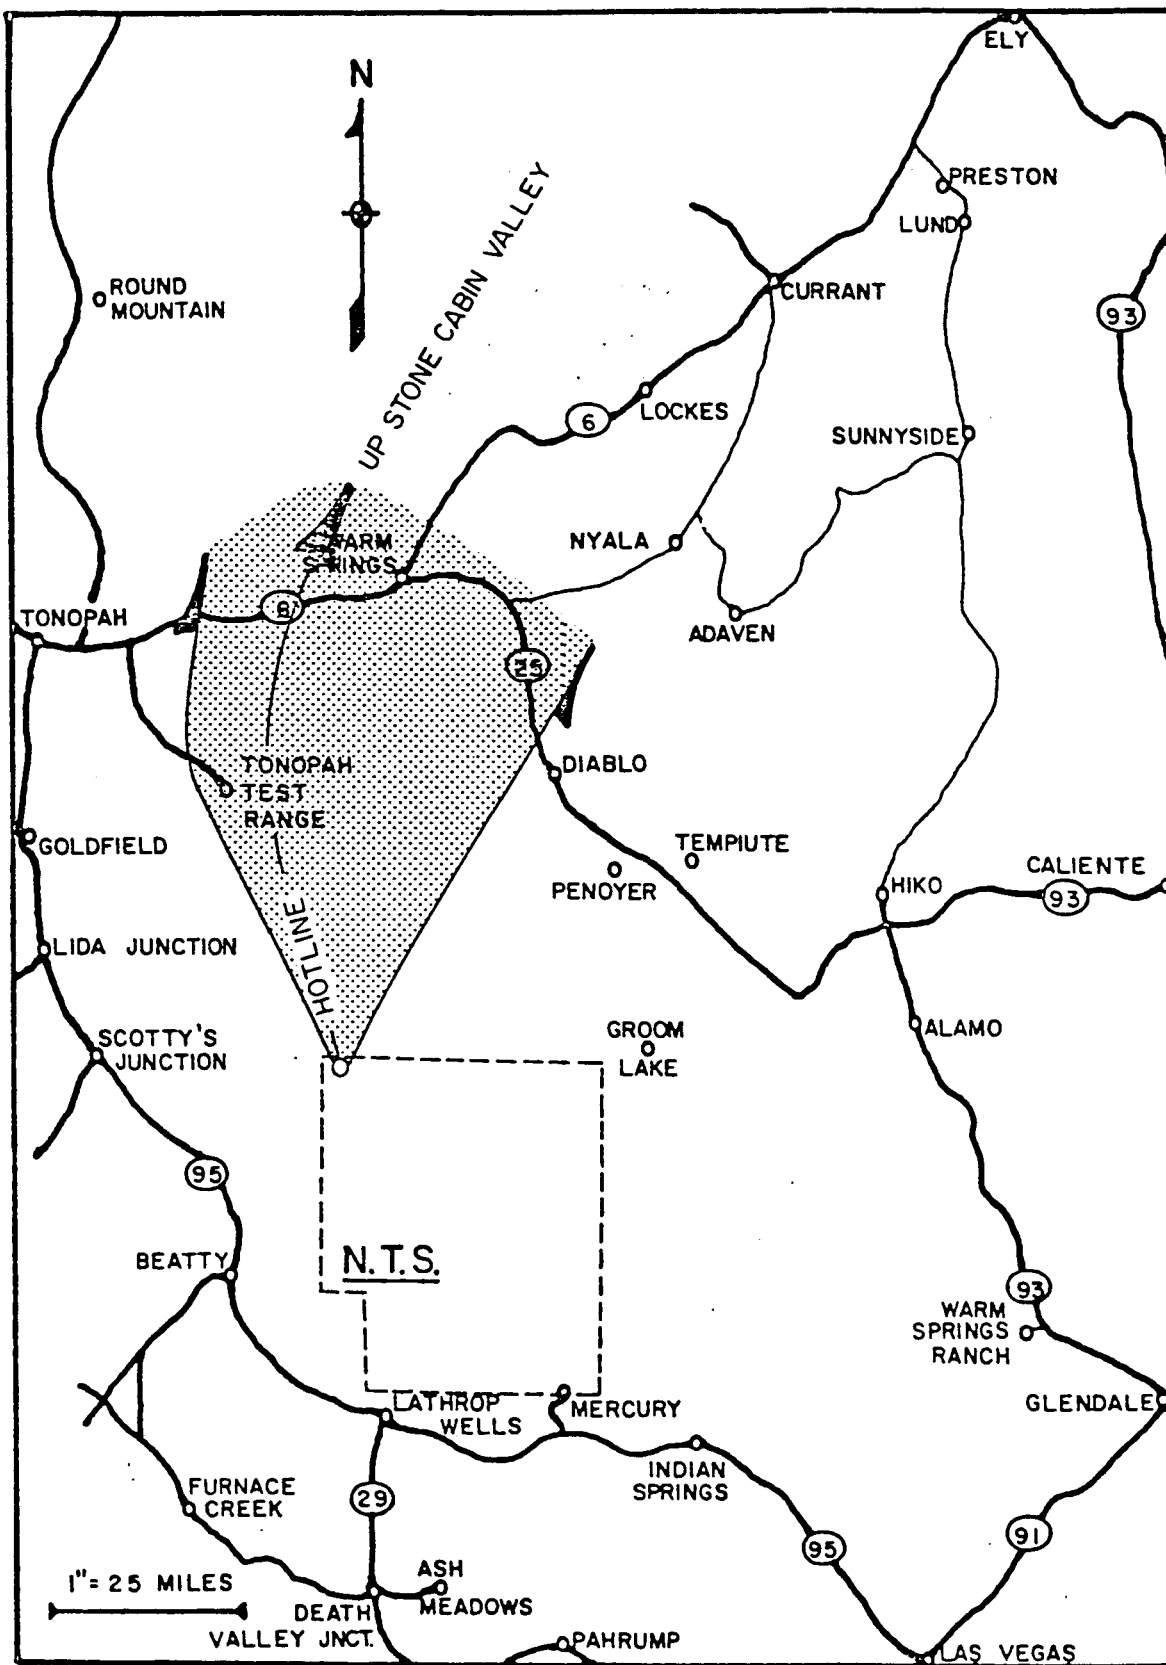 ELY
N
PRESTON
LUND
UP STONE CABIN VALLEY
ROUND
MOUNTAIN
CURRANT
93
LOCKES
6
SUNNYSIDE
WARM
SPRINGS
NYALA
TONOPAH
6
ADAVEN
25
TONOPAH
TEST
RANGE
DIABLO
GOLDFIELD
TEMPIUTE
PENOYER
CALIENTE
HIKO
93
HOTLINE
LIDA JUNCTION
SCOTTY'S
JUNCTION
GROOM
LAKE
ALAMO
95
BEATTY
N.T.S.
93
WARM
SPRINGS
RANCH
GLENDALE
LATHROP
WELLS
MERCURY
INDIAN
SPRINGS
FURNACE
CREEK
29
91
95
1"= 25 MILES
ASH
MEADOWS
DEATH
VALLEY JNCT.
PAHRUMP
LAS VEGAS